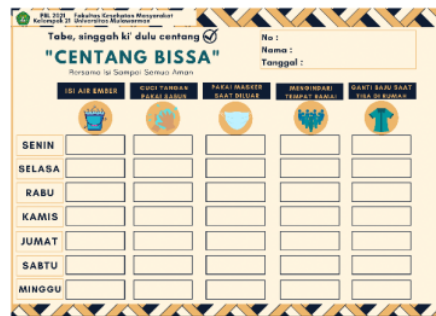 PBL 2021 Fakultas Kesehatan Masyarakat
Kelompok 21 Universitas Mulawarman
Tabe, singgah ki' dulu centang
"CENTANG BISSA"
Bersama Isi Sampai Semua Aman
No :
Nama :
Tanggal :
ISI AIR EMBER
CUCI TANGAN PAKAI SABUN
PAKAI MASKER SAAT DILUAR
MENGHINDARI TEMPAT RAMAI
GANTI BAJU SAAT TIBA DI RUMAH
SENIN
SELASA
RABU
KAMIS
JUMAT
SABTU
MINGGU